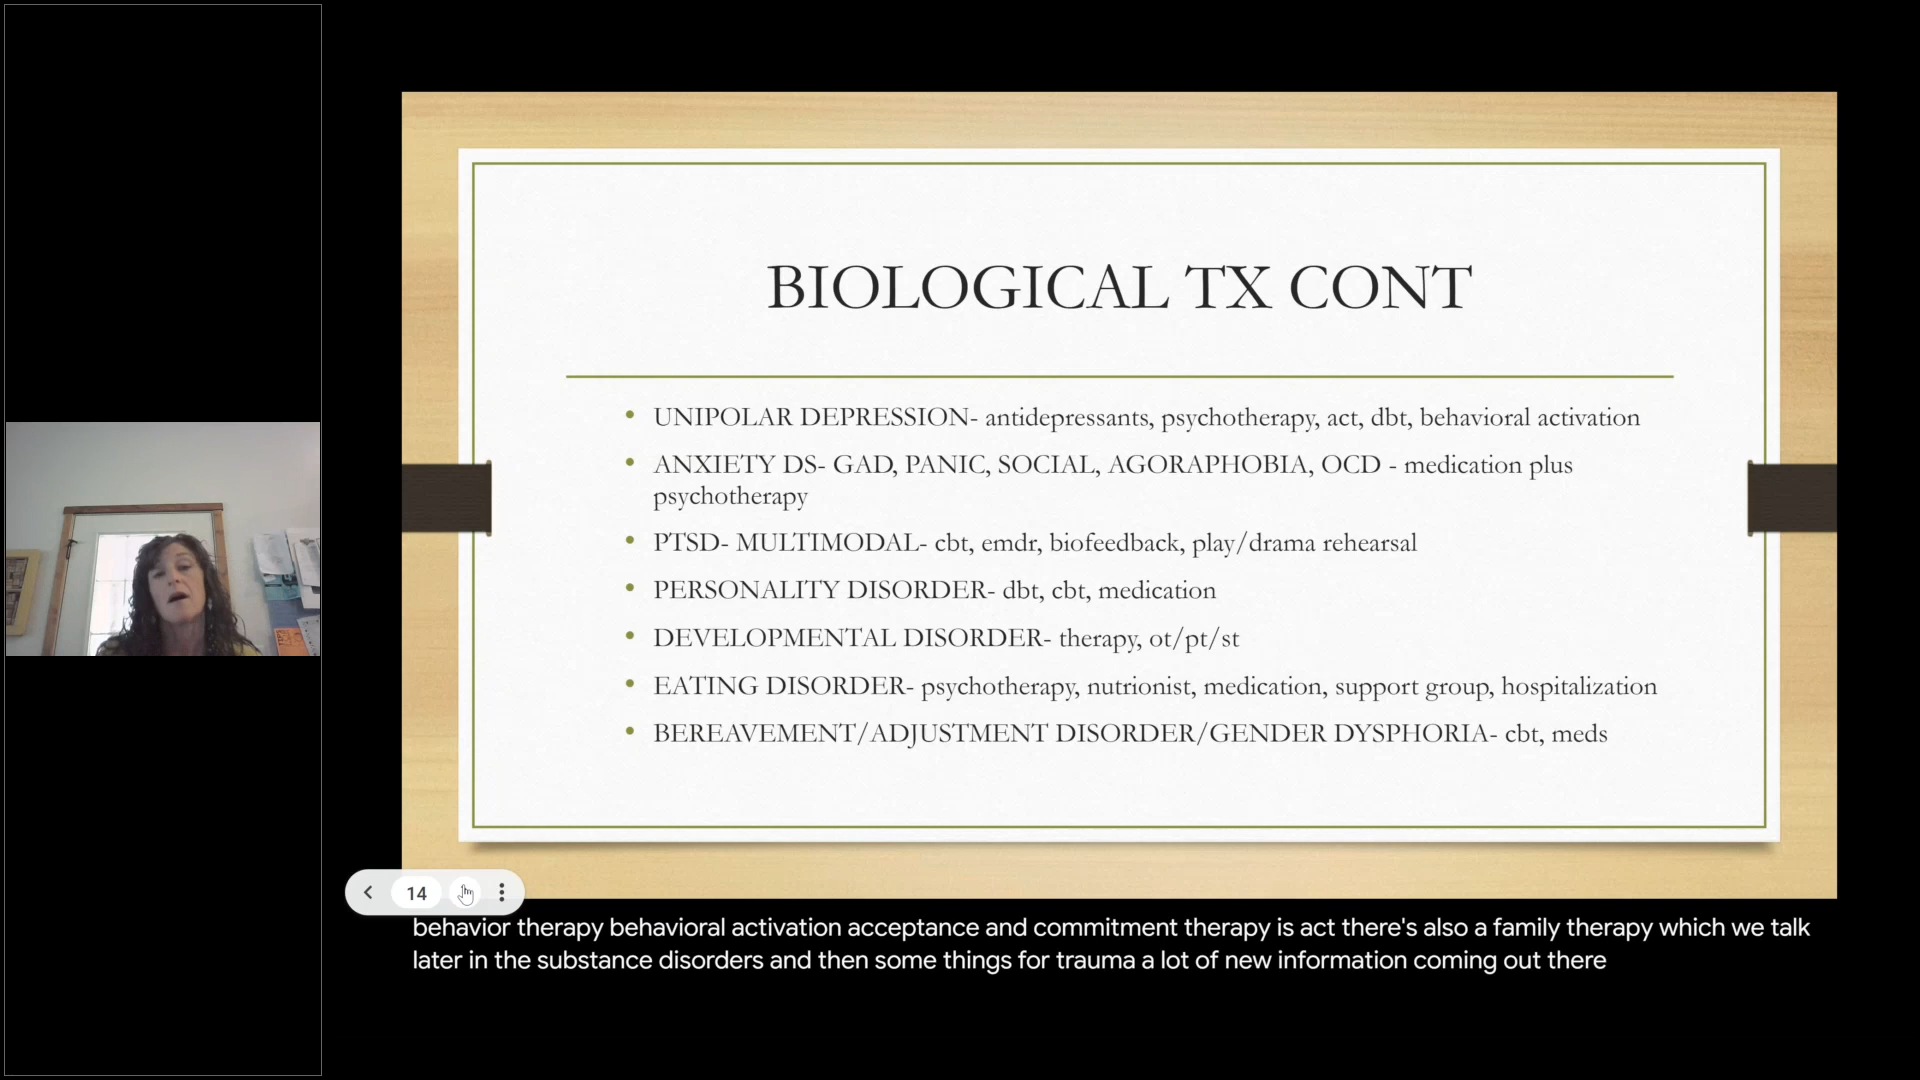 BIOLOGICAL TX CONT
• UNIPOLAR DEPRESSION- antidepressants, psychotherapy, act, dbt, behavioral activation
• ANXIETY DS- GAD, PANIC, SOCIAL, AGORAPHOBIA, OCD - medication plus
psychotherapy
• PTSD- MULTIMODAL- cbt, emdr, biofeedback, play/drama rehearsal
• PERSONALITY DISORDER- dbt, cbt, medication
• DEVELOPMENTAL DISORDER- therapy, ot/pt/st
• EATING DISORDER- psychotherapy, nutrionist, medication, support group, hospitalization
• BEREAVEMENT/ADJUSTMENT DISORDER/GENDER DYSPHORIA- cbt, meds
14
behavior therapy behavioral activation acceptance and commitment therapy is act there's also a family therapy which we talk
later in the substance disorders and then some things for trauma a lot of new information coming out there